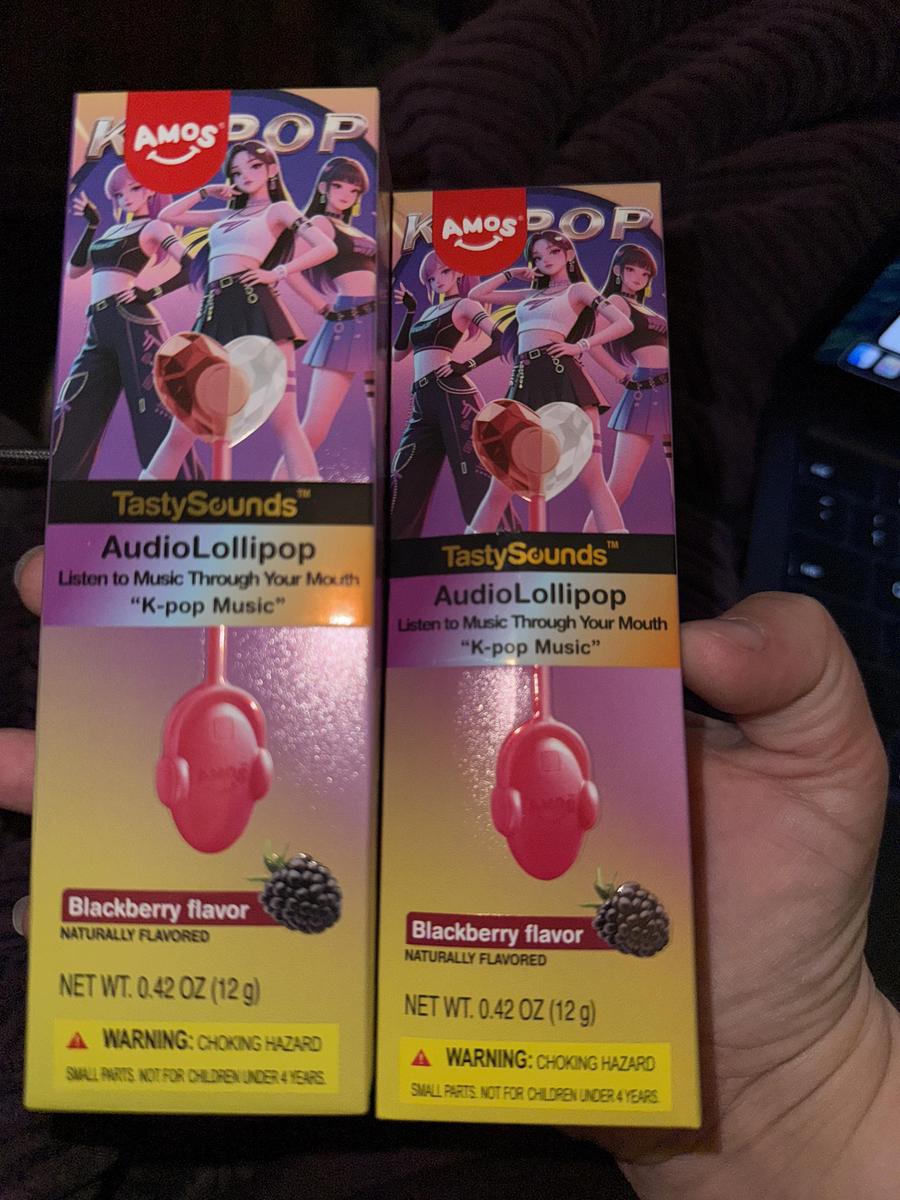 K POP
AMOS®
TastySounds™
AudioLollipop
Listen to Music Through Your Mouth
“K-pop Music”
AMOS
Blackberry flavor
NATURALLY FLAVORED
NET WT. 0.42 OZ (12 g)
WARNING: CHOKING HAZARD
SMALL PARTS. NOT FOR CHILDREN UNDER 4 YEARS.
K POP
AMOS®
TastySounds™
AudioLollipop
Listen to Music Through Your Mouth
“K-pop Music”
AMOS
Blackberry flavor
NATURALLY FLAVORED
NET WT. 0.42 OZ (12 g)
WARNING: CHOKING HAZARD
SMALL PARTS. NOT FOR CHILDREN UNDER 4 YEARS.